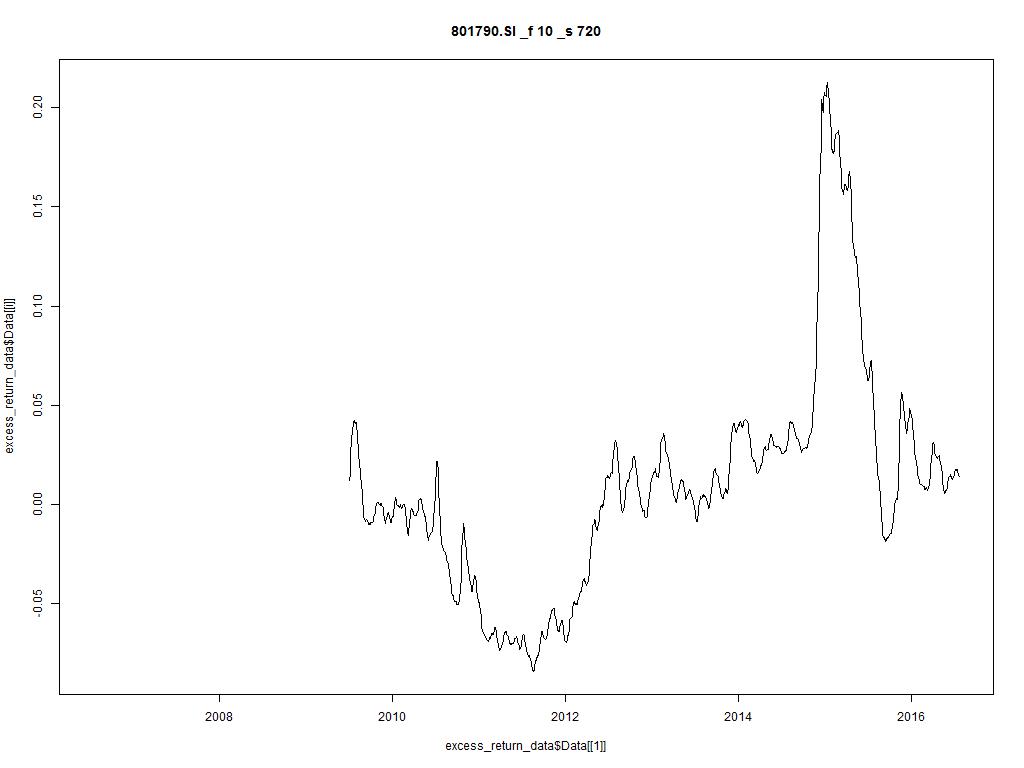 801790.SI _f 10 _s 720
excess_return_data$Data[[i]]
0.20
0.15
0.10
0.05
0.00
-0.05
2008 2010 2012 2014 2016
excess_return_data$Data[[1]]